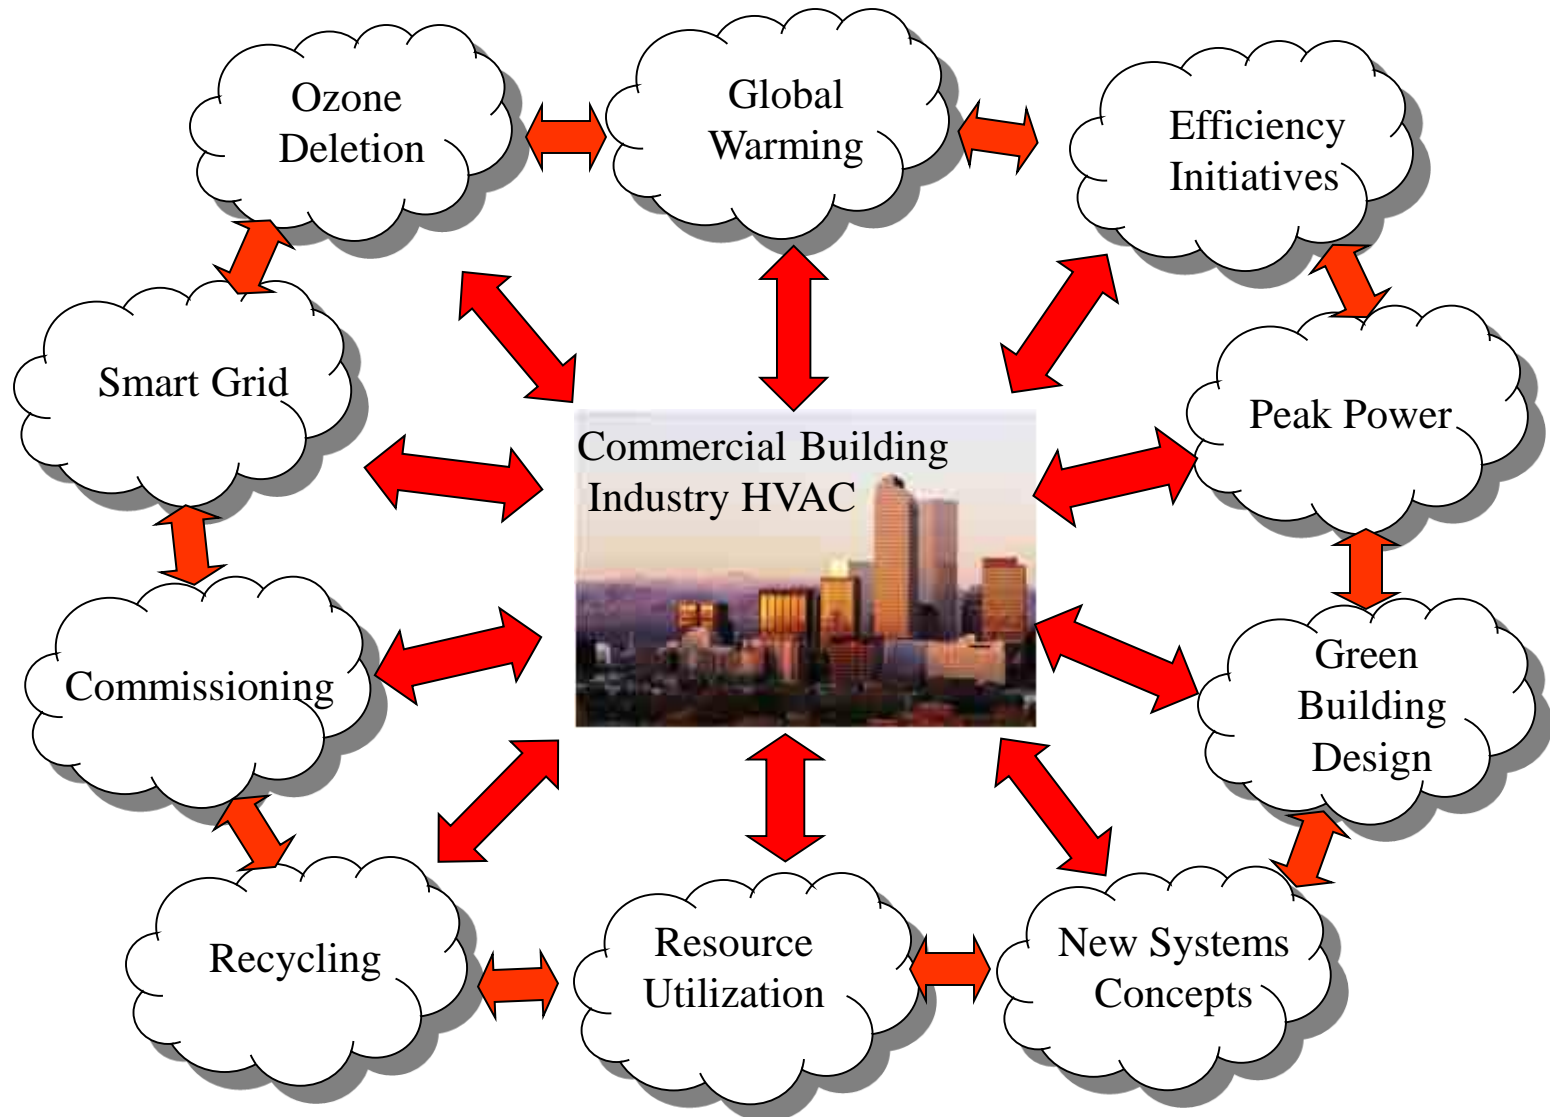 Ozone
Deletion
Global
Warming
Efficiency
Initiatives
Smart Grid
Peak Power
Commercial Building
Industry HVAC
Commissioning
Green
Building
Design
Recycling
Resource
Utilization
New Systems
Concepts